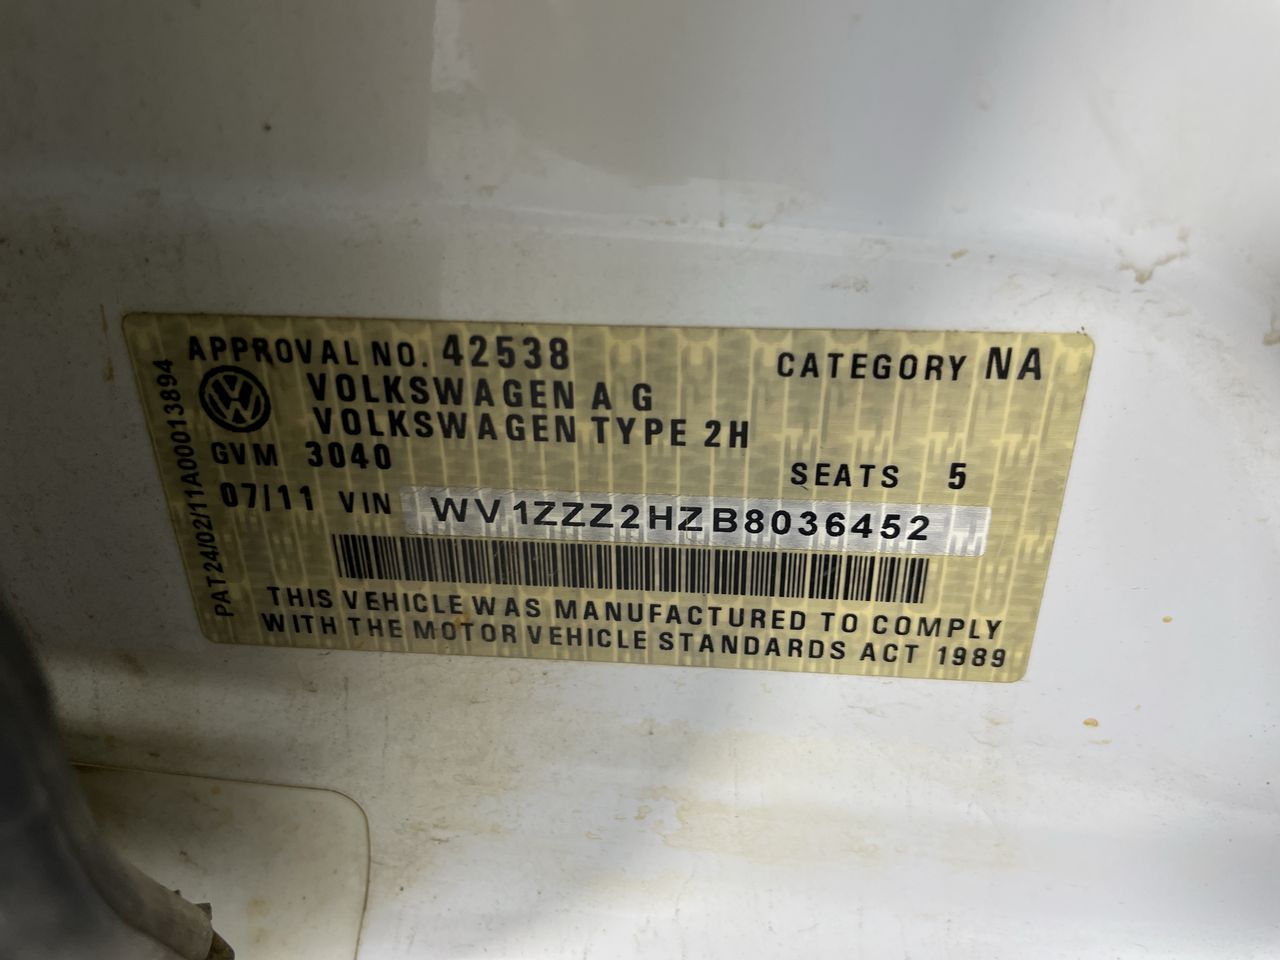 APPROVAL NO. 42538
CATEGORY NA
VOLKSWAGEN A G
VOLKSWAGEN TYPE 2H
GVM 3040
SEATS 5
07/11 VIN WV1ZZZ2HZB8036452
THIS VEHICLE WAS MANUFACTURED TO COMPLY
WITH THE MOTOR VEHICLE STANDARDS ACT 1989
PAT24/02/11A00013894